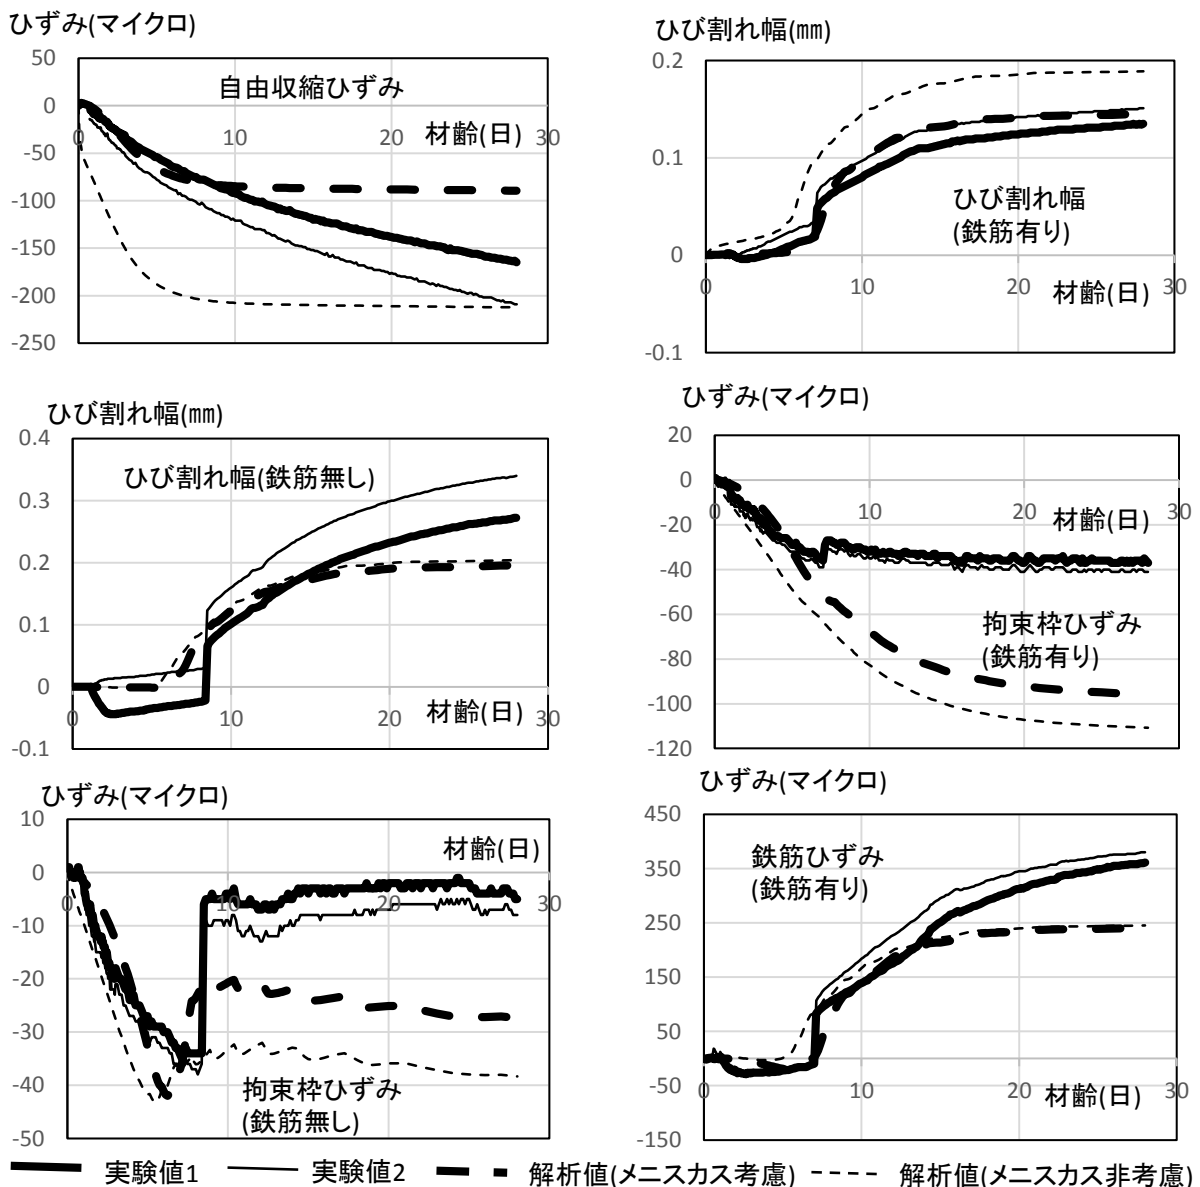 ひずみ(マイクロ)
50
0
-50
-100
-150
-200
-250
0
10
20
30
自由収縮ひずみ
材齢(日)
ひび割れ幅(㎜)
0.2
0.1
0
-0.1
0
10
20
30
ひび割れ幅
(鉄筋有り)
材齢(日)
ひび割れ幅(㎜)
0.4
0.3
0.2
0.1
0
-0.1
0
10
20
30
ひび割れ幅(鉄筋無し)
材齢(日)
ひずみ(マイクロ)
20
0
-20
-40
-60
-80
-100
-120
0
10
20
30
材齢(日)
拘束枠ひずみ
(鉄筋有り)
ひずみ(マイクロ)
10
0
-10
-20
-30
-40
-50
0
10
20
30
材齢(日)
拘束枠ひずみ
(鉄筋無し)
ひずみ(マイクロ)
450
350
250
150
50
-50
-150
0
10
20
30
鉄筋ひずみ
(鉄筋有り)
材齢(日)
実験値1 実験値2 解析値(メニスカス考慮) 解析値(メニスカス非考慮)